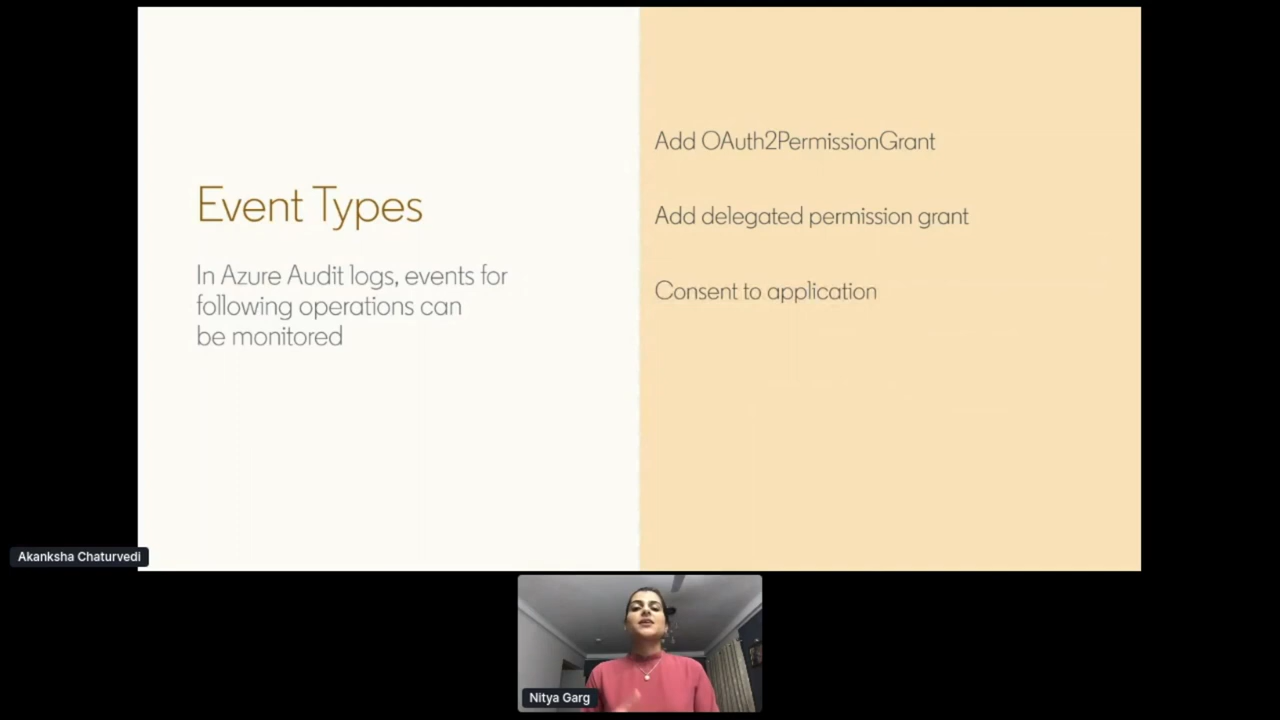 Event Types
In Azure Audit logs, events for
following operations can
be monitored
Add OAuth2PermissionGrant
Add delegated permission grant
Consent to application
Akanksha Chaturvedi
Nitya Garg